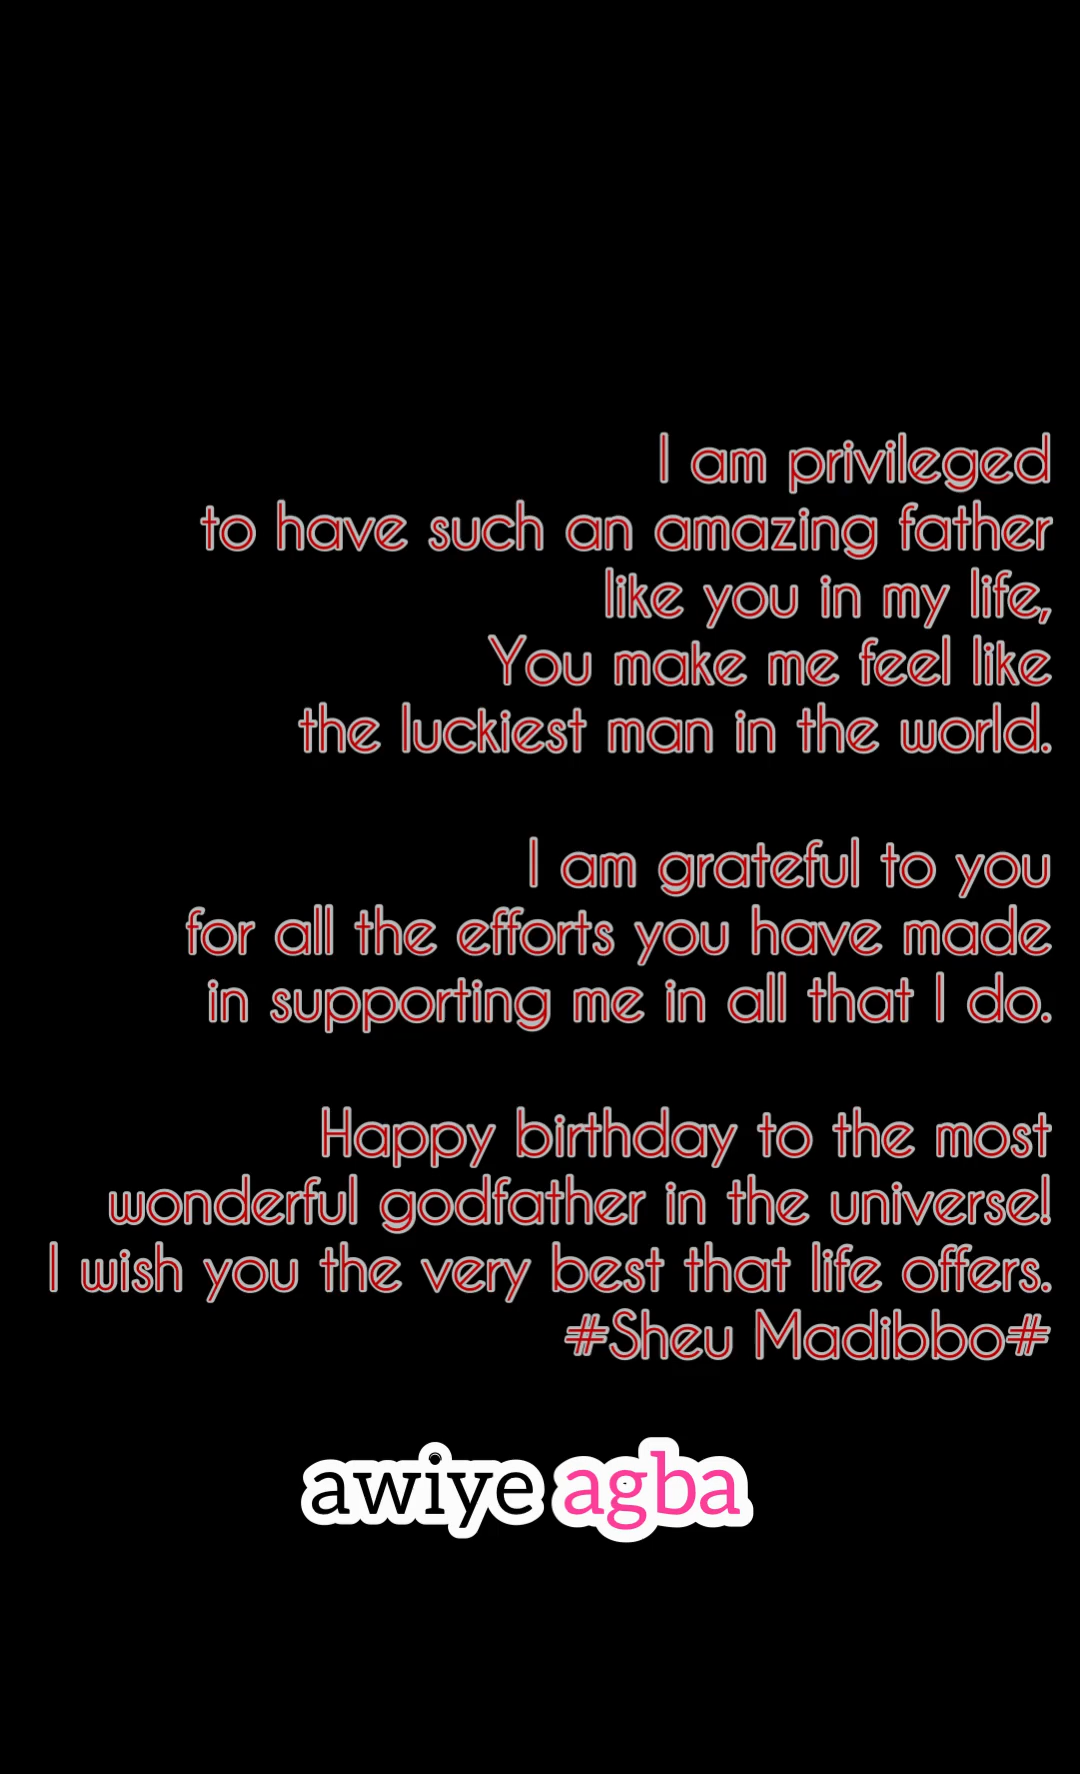 I am privileged
to have such an amazing father
like you in my life,
You make me feel like
the luckiest man in the world.
I am grateful to you
for all the efforts you have made
in supporting me in all that I do.
Happy birthday to the most
wonderful godfather in the universe!
I wish you the very best that life offers.
#Sheu Madibbo#
awiye agba